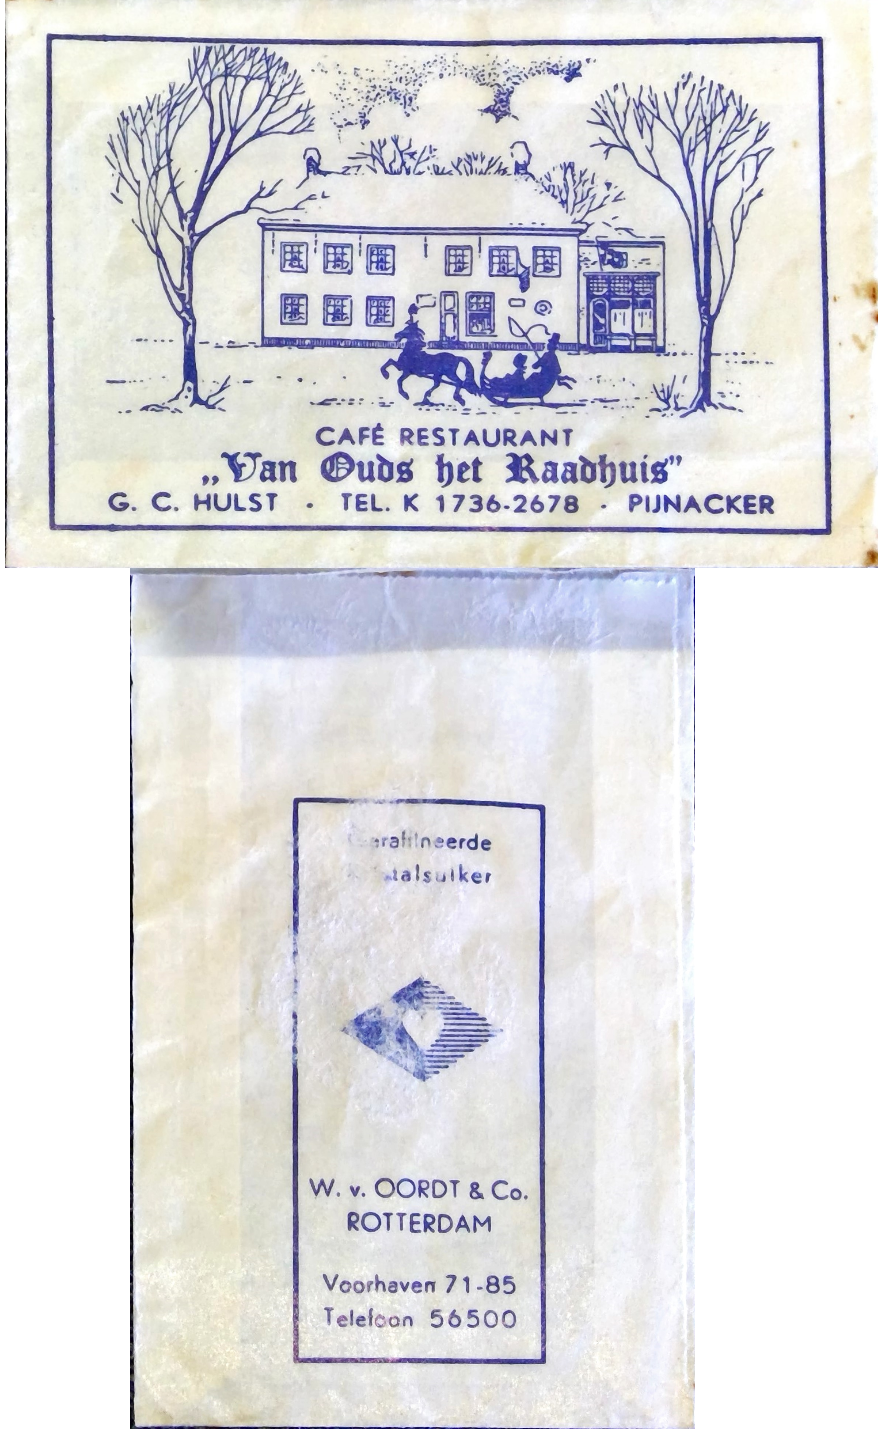 CAFÉ RESTAURANT
„Van Ouds het Raadhuis”
G. C. HULST · TEL. K 1736-2678 · PIJNACKER
W. v. OORDT & Co.
ROTTERDAM
Voorhaven 71-85
Telefoon 56500